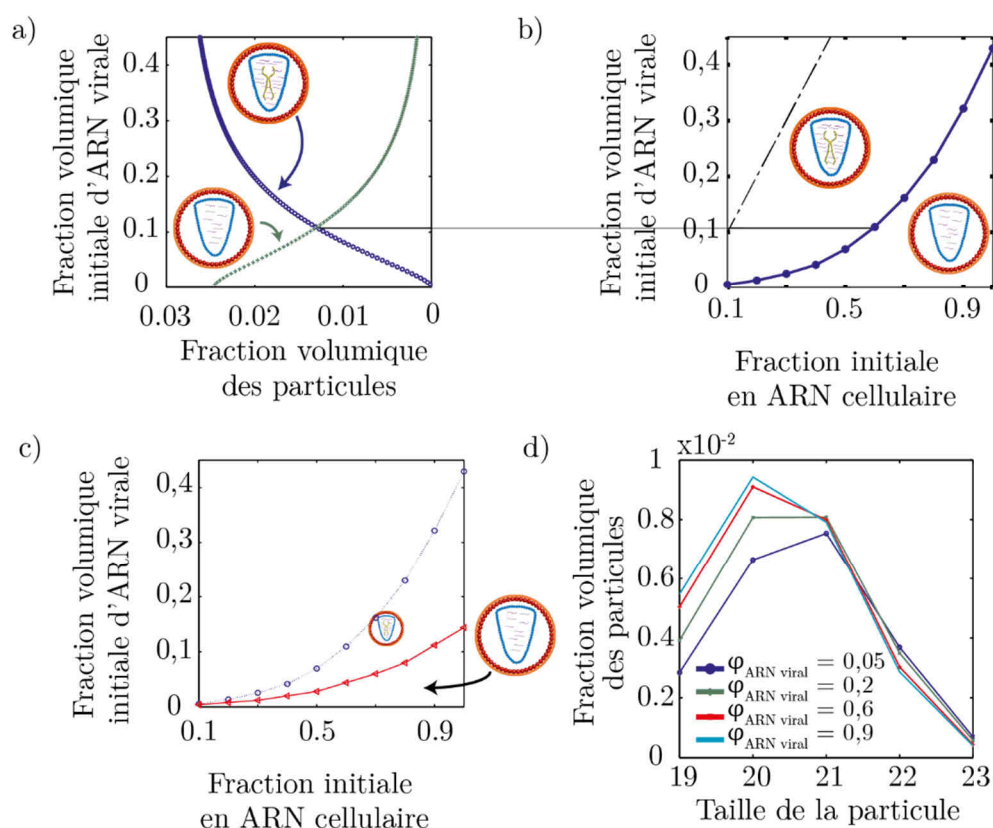 a)
Fraction volumique
initiale d'ARN virale
0,4
0,3
0,2
0.1
0
0.03
0.02
0.01
0
Fraction volumique
des particules
b)
Fraction volumique
initiale d'ARN virale
0,4
0,3
0,2
0,1
0
0.1
0.5
0.9
Fraction initiale
en ARN cellulaire
c)
Fraction volumique
initiale d'ARN virale
0,4
0,3
0,2
0,1
0
0.1
0.5
0.9
Fraction initiale
en ARN cellulaire
d)
x10⁻²
Fraction volumique
des particules
1
0.8
0.6
0.4
0.2
0
φ ARN viral = 0,05
φ ARN viral = 0,2
φ ARN viral = 0,6
φ ARN viral = 0,9
19
20
21
22
23
Taille de la particule